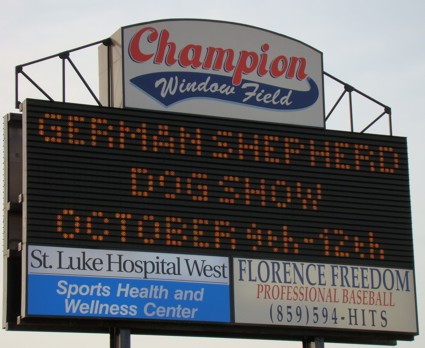 Champion
Window Field
GERMAN SHEPHERD
DOG SHOW
OCTOBER 9th-12th
St. Luke Hospital West
Sports Health and
Wellness Center
FLORENCE FREEDOM
PROFESSIONAL BASEBALL
(859)594-HITS